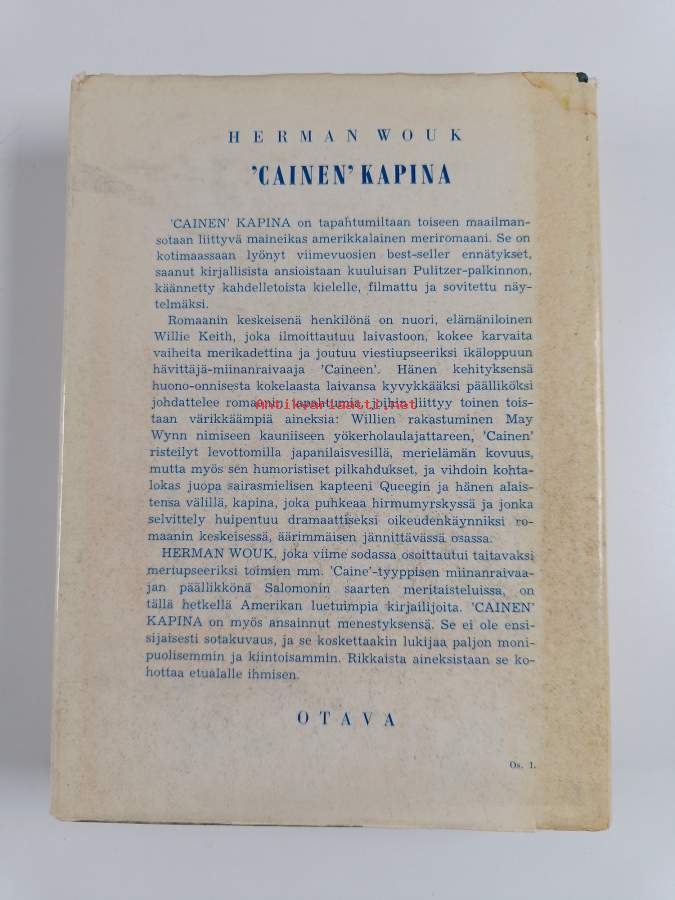 HERMAN WOUK
'CAINEN' KAPINA
'CAINEN' KAPINA on tapahtumiltaan toiseen maailman-
sotaan liittyvä maineikas amerikkalainen meriromaani. Se on
kotimaassaan lyönyt viimevuosien best-seller ennätykset,
saanut kirjallisista ansioistaan kuuluisan Pulitzer-palkinnon,
käännetty kahdelletoista kielelle, filmattu ja sovitettu näy-
telmäksi.
Romaanin keskeisenä henkilönä on nuori, elämäniloinen
Willie Keith, joka ilmoittautuu laivastoon, kokee karvaita
vaiheita merikadettina ja joutuu viestiupseeriksi ikäloppuun
hävittäjä-miinanraivaaja 'Caineen'. Hänen kehityksensä
huono-onnisesta kokelaasta laivansa kyvykkääksi päälliköksi
johdattelee romaanin tapahtumia, joihin liittyy toinen tois-
Antikvariaatti.net
taan värikkäämpiä aineksia: Willien rakastuminen May
Wynn nimiseen kauniiseen yökerholaulajattareen, 'Cainen'
risteilyt levottomilla japanilaisvesillä, merielämän kovuus,
mutta myös sen humoristiset pilkahdukset, ja vihdoin kohta-
lokas juopa sairasmielisen kapteeni Queegin ja hänen alais-
tensa välillä, kapina, joka puhkeaa hirmumyrskyssä ja jonka
selvittely huipentuu dramaattiseksi oikeudenkäynniksi ro-
maanin keskeisessä, äärimmäisen jännittävässä osassa.
HERMAN WOUK, joka viime sodassa osoittautui taitavaksi
meriupseeriksi toimien mm. 'Caine'-tyyppisen miinanraivaa-
jan päällikkönä Salomonin saarten meritaisteluissa, on
tällä hetkellä Amerikan luetuimpia kirjailijoita. 'CAINEN'
KAPINA on myös ansainnut menestyksensä. Se ei ole ensi-
sijaisesti sotakuvaus, ja se koskettaakin lukijaa paljon moni-
puolisemmin ja kiintoisammin. Rikkaista aineksistaan se ko-
hottaa etualalle ihmisen.
OTAVA
Os. 1.